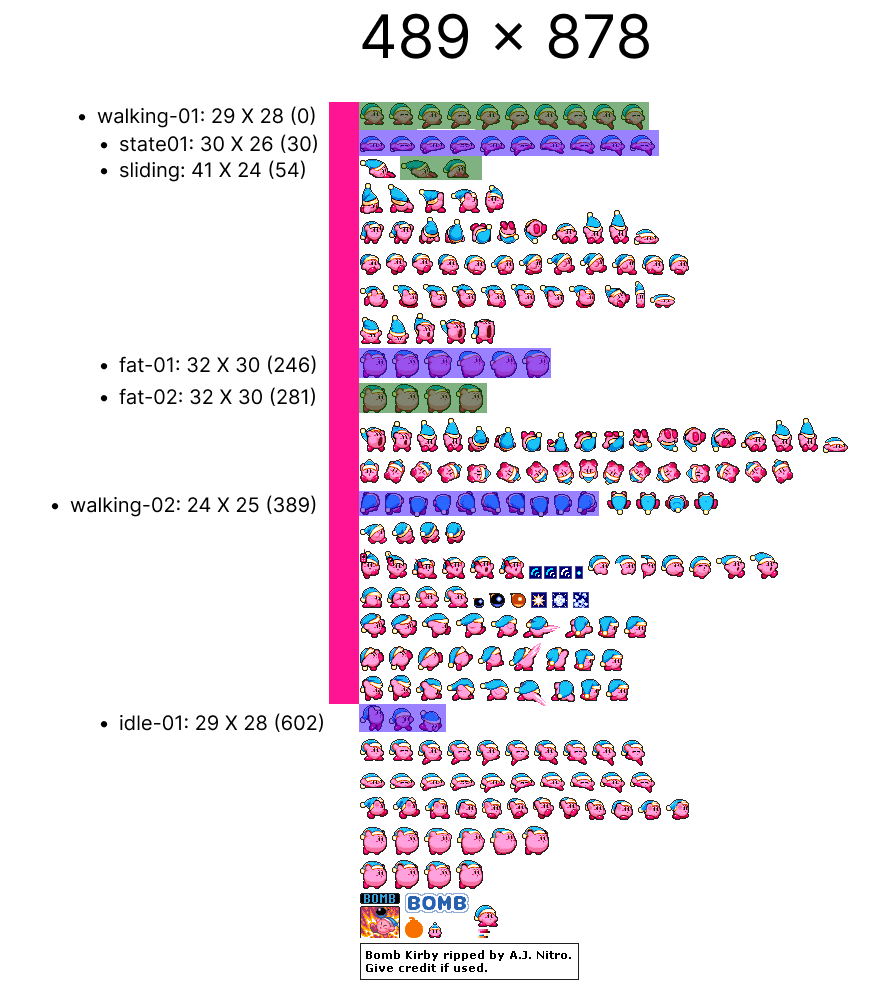 489 × 878
• walking-01: 29 X 28 (0)
• state01: 30 X 26 (30)
• sliding: 41 X 24 (54)
• fat-01: 32 X 30 (246)
• fat-02: 32 X 30 (281)
• walking-02: 24 X 25 (389)
• idle-01: 29 X 28 (602)
BOMB BOMB
Bomb Kirby ripped by A.J. Nitro.
Give credit if used.